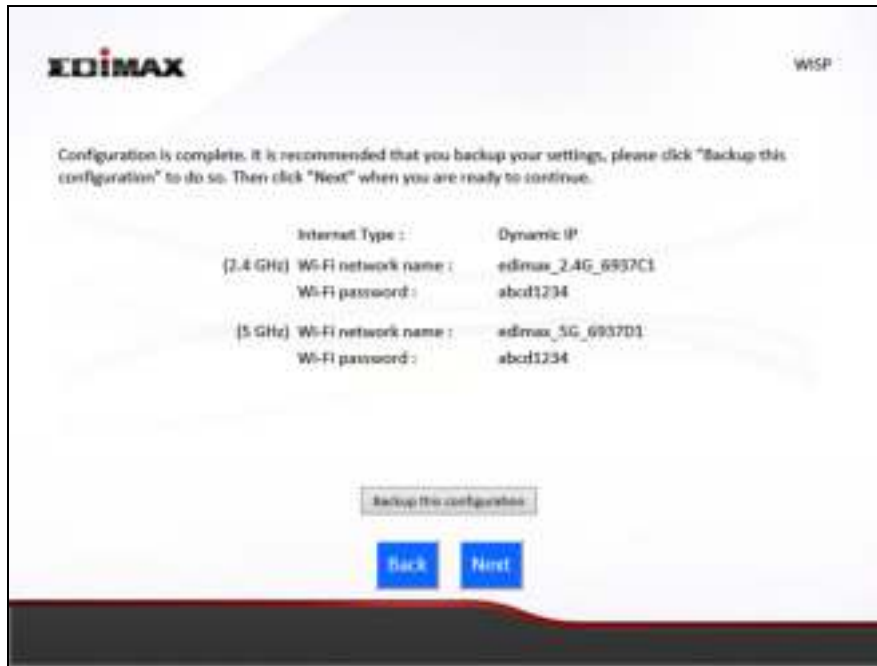 EDIMAX
WISP
Configuration is complete. It is recommended that you backup your settings, please click "Backup this
configuration" to do so. Then click "Next" when you are ready to continue.
Internet Type : Dynamic IP
(2.4 GHz) Wi-Fi network name : edimax_2.4G_6937C1
Wi-Fi password : abcd1234
(5 GHz) Wi-Fi network name : edimax_5G_6937D1
Wi-Fi password : abcd1234
Backup this configuration
Back Next